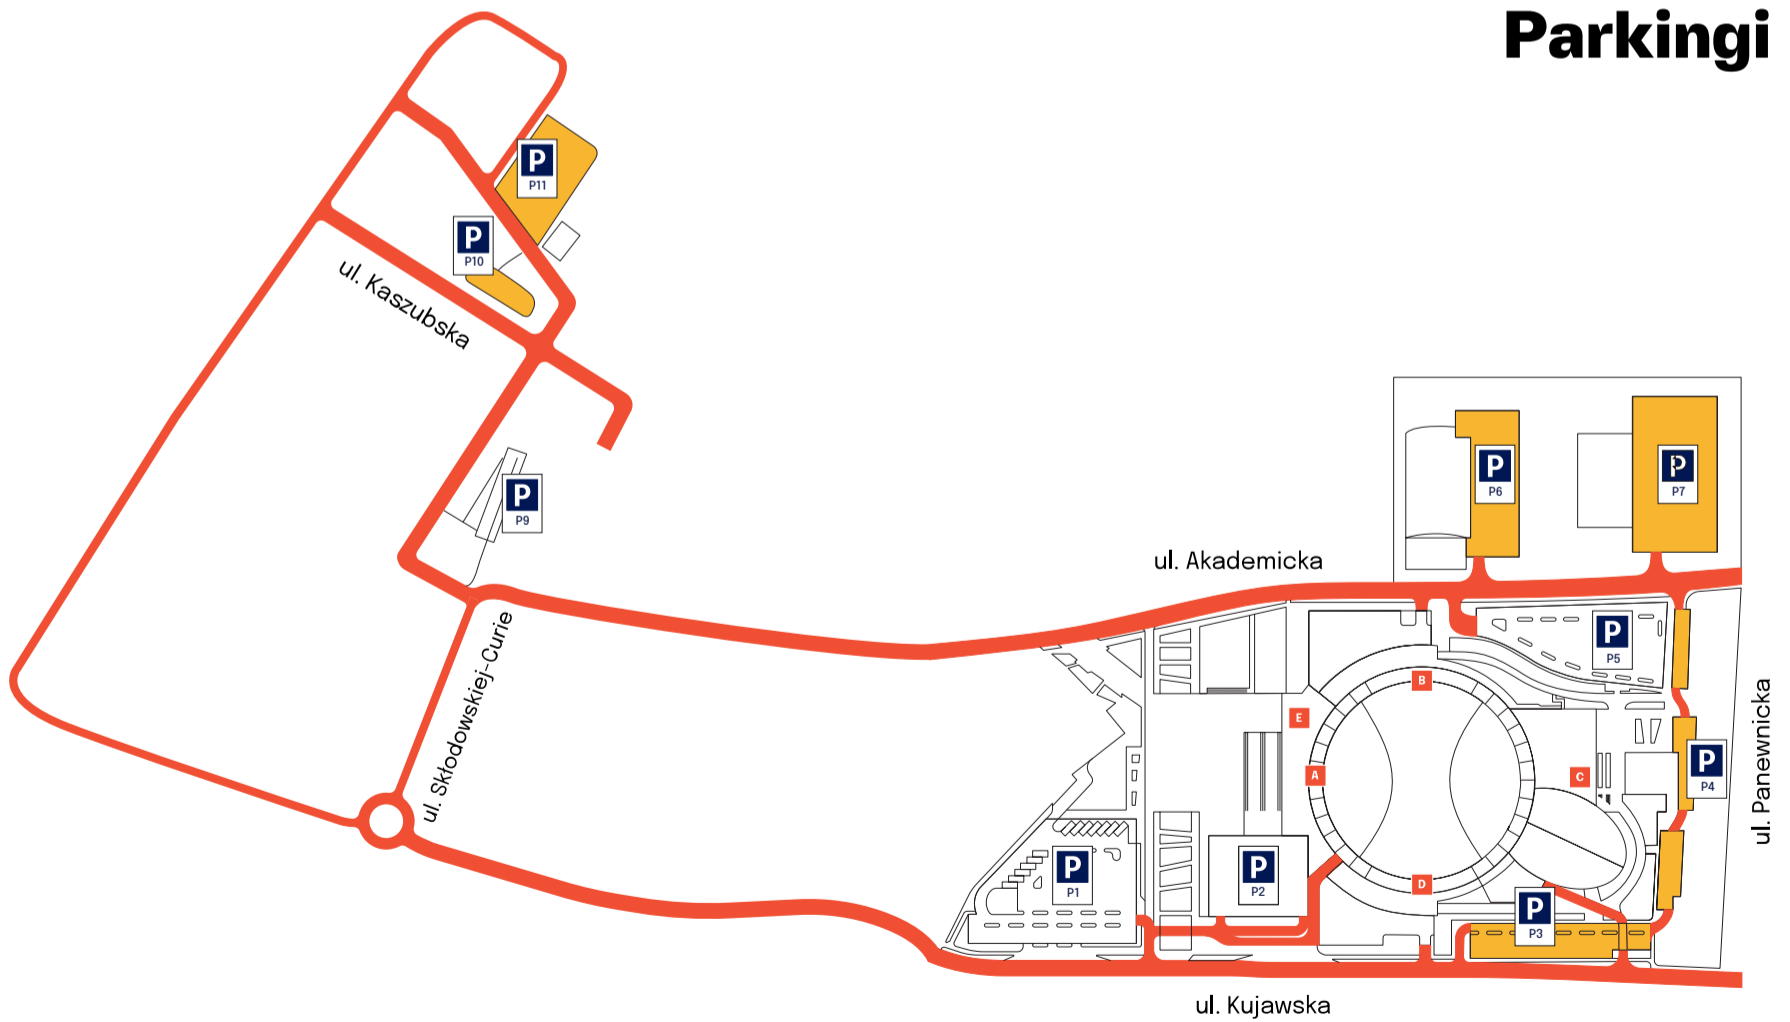 Parkingi
P
P11
P
P10
ul. Kaszubska
P
P9
P
P6
P
P7
ul. Akademicka
ul. Skłodowskiej-Curie
P
P5
B
E
A
C
P
P4
ul. Panewnicka
P
P1
P
P2
D
P
P3
ul. Kujawska